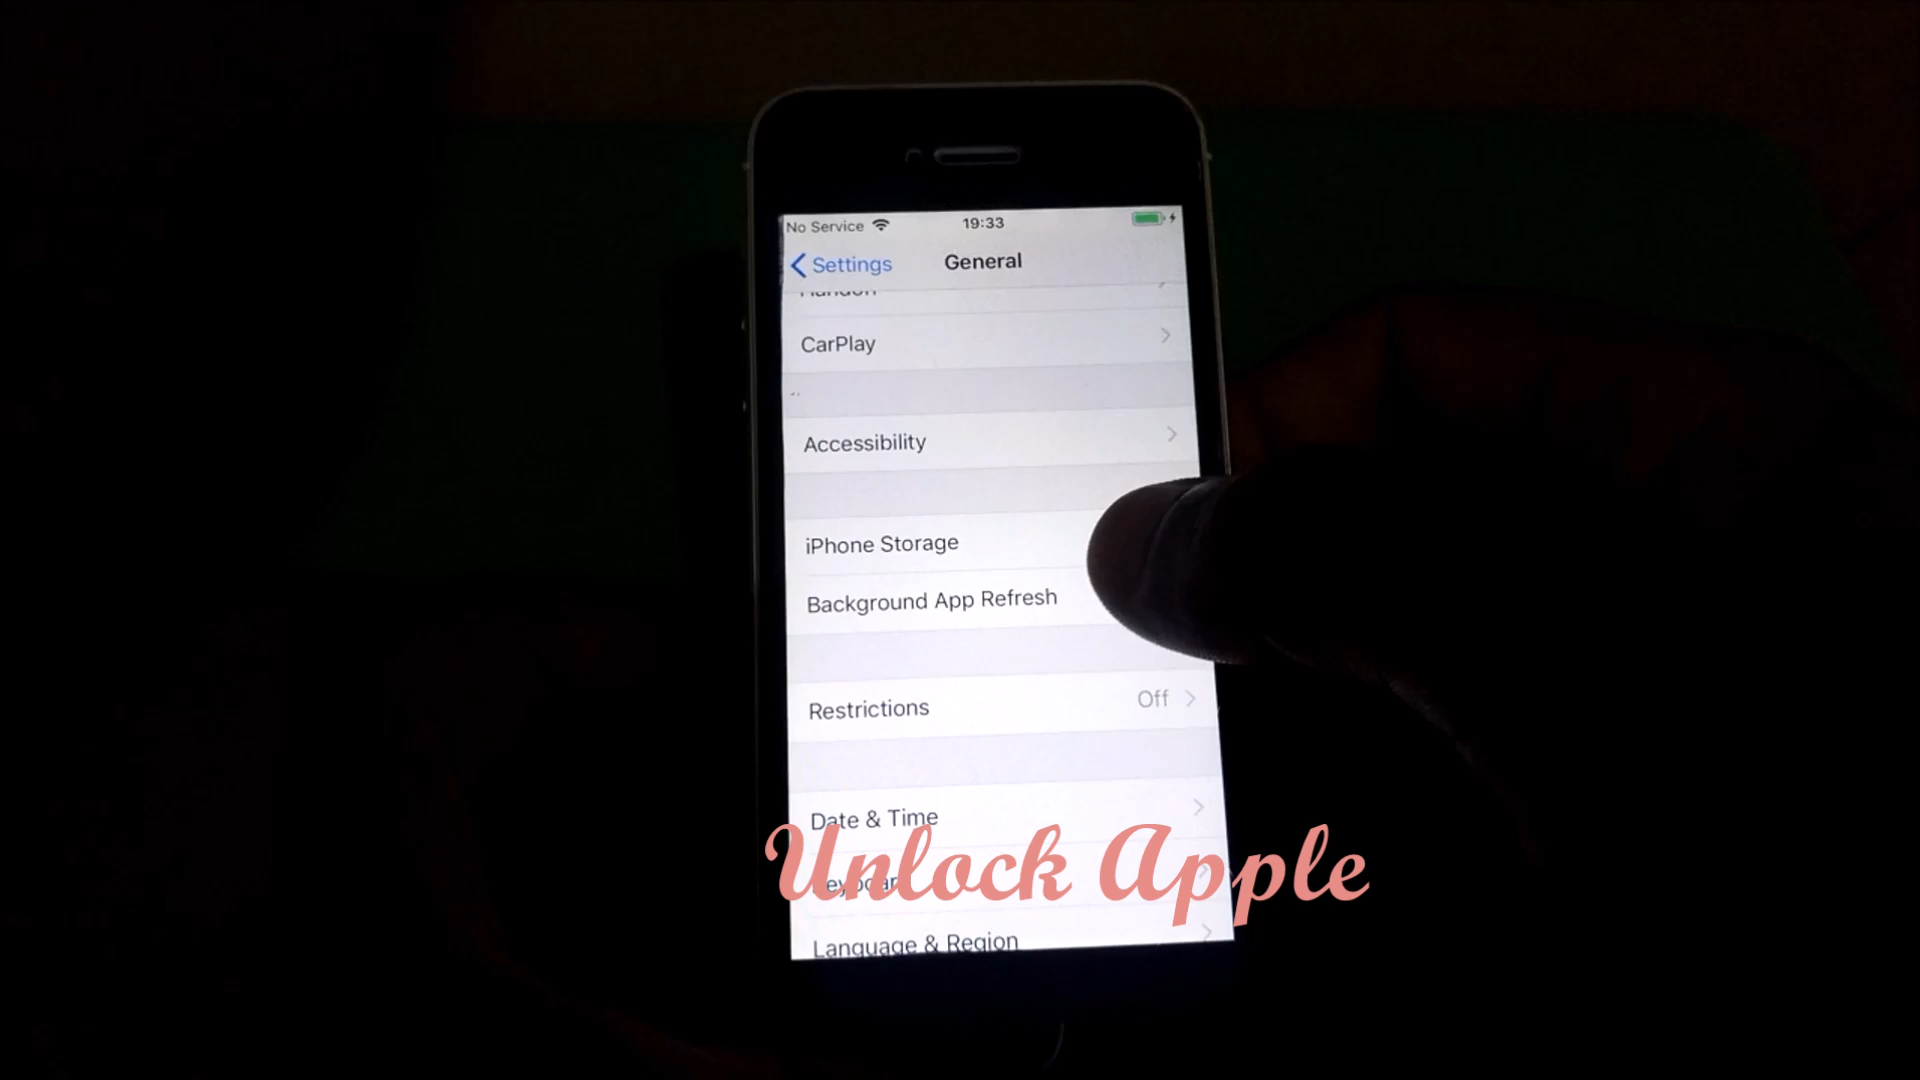 No Service 19:33
Settings General
CarPlay
Accessibility
iPhone Storage
Background App Refresh
Restrictions Off
Date & Time
Unlock Apple
Language & Region